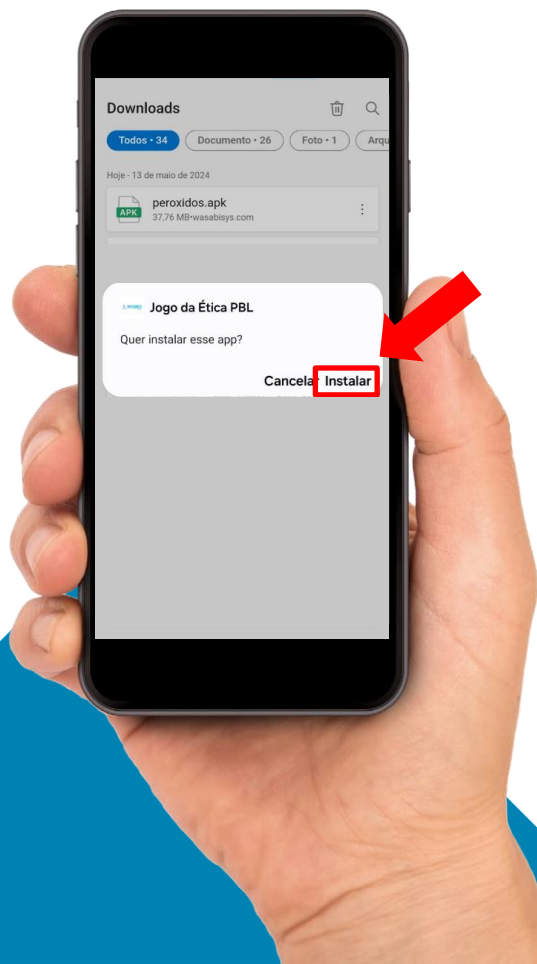 Downloads
Todos • 34 Documento • 26 Foto • 1 Arqu
Hoje - 13 de maio de 2024
APK
peroxidos.apk
37,76 MB•wasabisys.com
Jogo da Ética PBL
Quer instalar esse app?
Cancelar Instalar